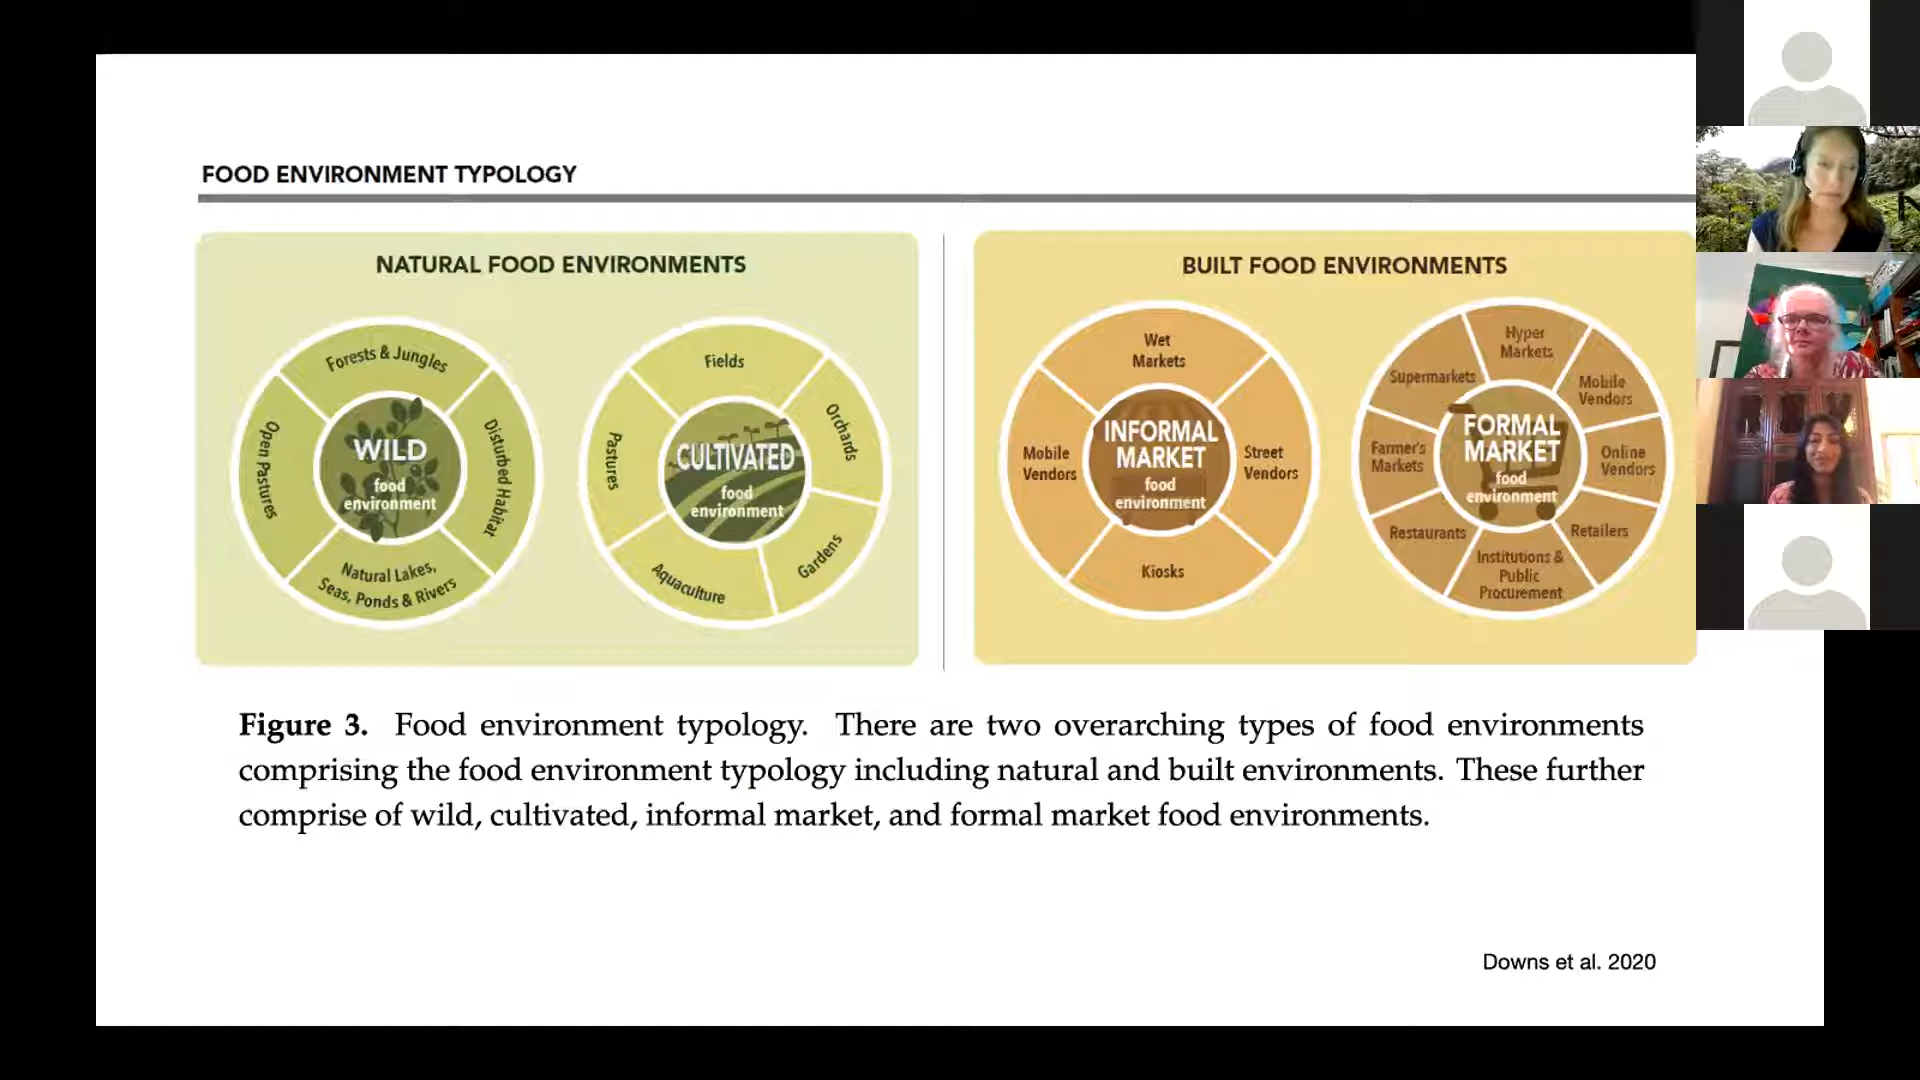 FOOD ENVIRONMENT TYPOLOGY
NATURAL FOOD ENVIRONMENTS
Forests & Jungles
Open Pastures
WILD
food
environment
Disturbed Habitat
Natural Lakes,
Seas, Ponds & Rivers
Fields
Pastures
CULTIVATED
food
environment
Orchards
Gardens
Aquaculture
BUILT FOOD ENVIRONMENTS
Wet
Markets
Mobile
Vendors
INFORMAL
MARKET
food
environment
Street
Vendors
Kiosks
Hyper
Markets
Supermarkets
Mobile
Vendors
Farmer's
Markets
FORMAL
MARKET
food
environment
Online
Vendors
Restaurants
Retailers
Institutions &
Public
Procurement
Figure 3. Food environment typology. There are two overarching types of food environments
comprising the food environment typology including natural and built environments. These further
comprise of wild, cultivated, informal market, and formal market food environments.
Downs et al. 2020